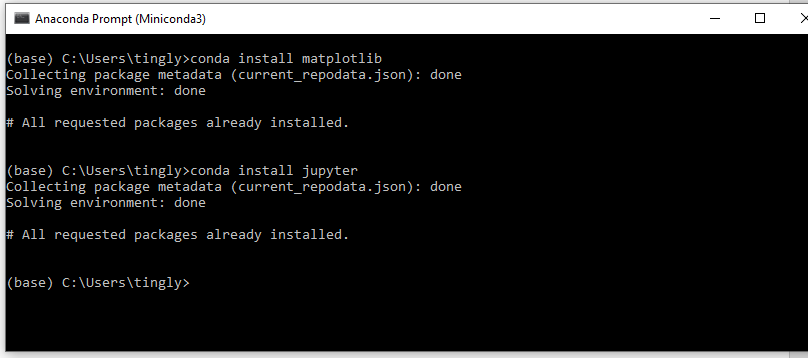 Anaconda Prompt (Miniconda3)
(base) C:\Users\tingly>conda install matplotlib
Collecting package metadata (current_repodata.json): done
Solving environment: done
# All requested packages already installed.
(base) C:\Users\tingly>conda install jupyter
Collecting package metadata (current_repodata.json): done
Solving environment: done
# All requested packages already installed.
(base) C:\Users\tingly>